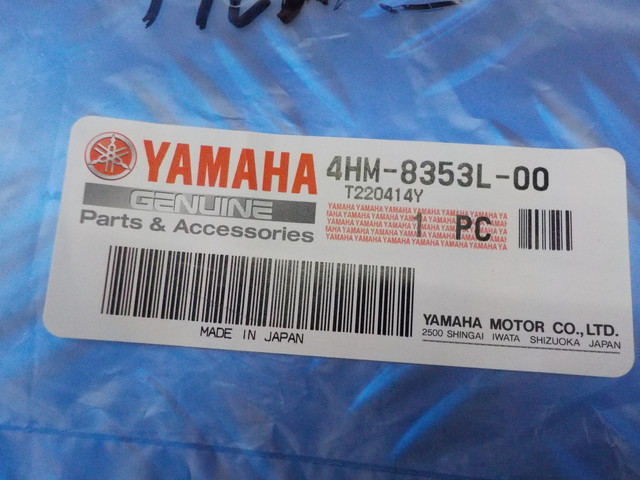 YAMAHA
4HM-8353L-00
T220414Y
GENUINE
Parts & Accessories
1 PC
MADE IN JAPAN
YAMAHA MOTOR CO.,LTD.
2500 SHINGAI IWATA SHIZUOKA JAPAN